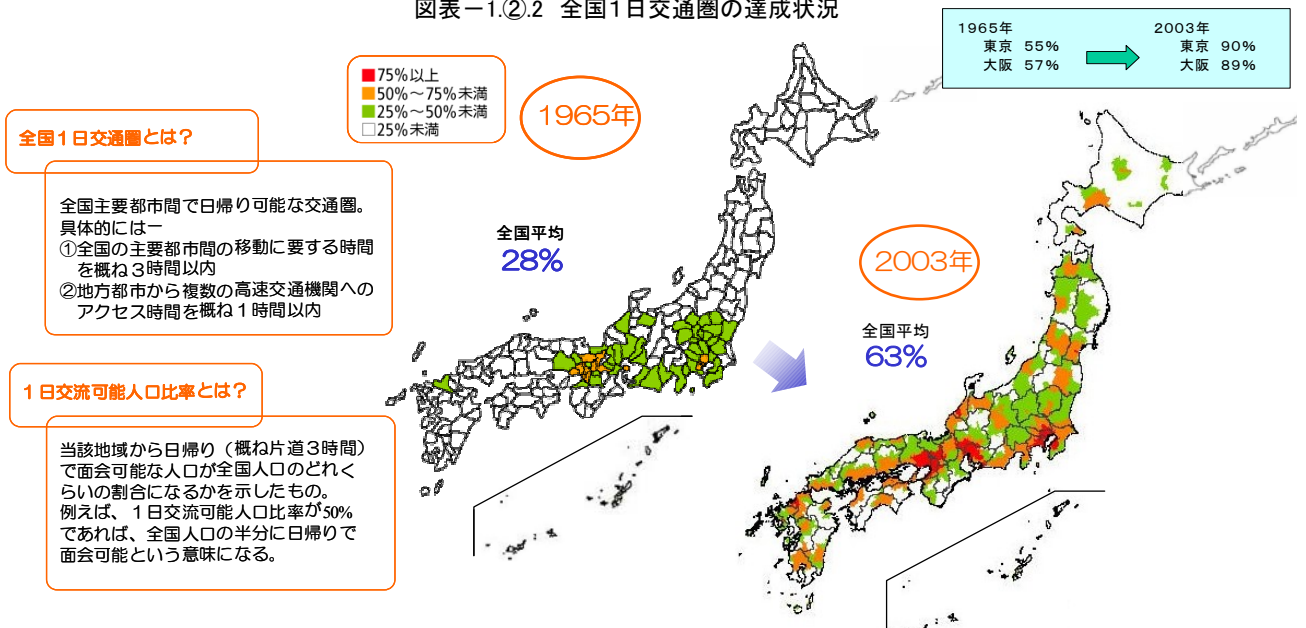 図表－1.②.2 全国1日交通圏の達成状況
1965年
東京 55%
大阪 57%
2003年
東京 90%
大阪 89%
75%以上
50%～75%未満
25%～50%未満
25%未満
1965年
全国1日交通圏とは？
全国主要都市間で日帰り可能な交通圏。
具体的にはー
①全国の主要都市間の移動に要する時間
を概ね３時間以内
②地方都市から複数の高速交通機関への
アクセス時間を概ね１時間以内
全国平均
28%
2003年
全国平均
63%
１日交流可能人口比率とは？
当該地域から日帰り（概ね片道３時間）
で面会可能な人口が全国人口のどれく
らいの割合になるかを示したもの。
例えば、１日交流可能人口比率が50%
であれば、全国人口の半分に日帰りで
面会可能という意味になる。